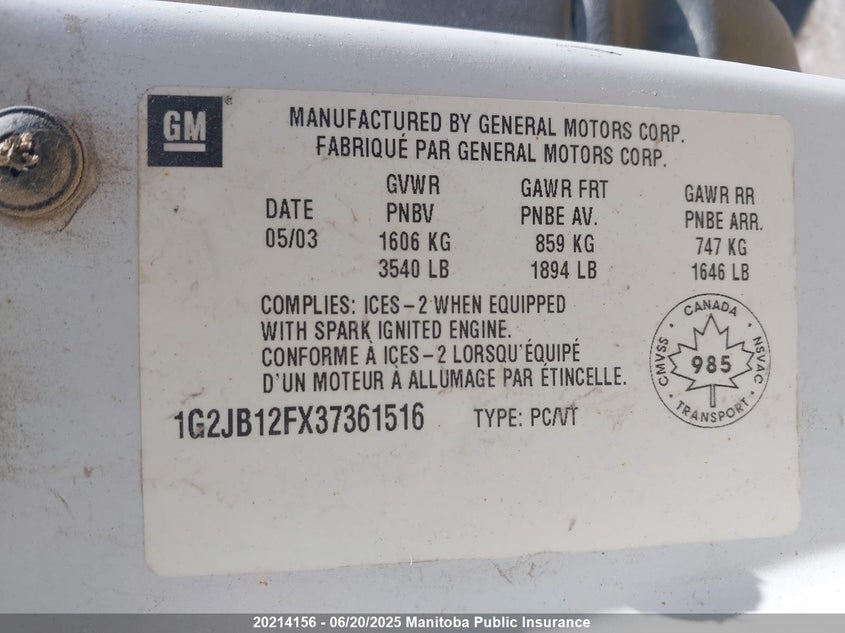 GM
MANUFACTURED BY GENERAL MOTORS CORP.
FABRIQUÉ PAR GENERAL MOTORS CORP.
DATE
05/03
GVWR
PNBV
1606 KG
3540 LB
GAWR FRT
PNBE AV.
859 KG
1894 LB
GAWR RR
PNBE ARR.
747 KG
1646 LB
COMPLIES: ICES-2 WHEN EQUIPPED
WITH SPARK IGNITED ENGINE.
CONFORME À ICES-2 LORSQU'ÉQUIPÉ
D'UN MOTEUR À ALLUMAGE PAR ÉTINCELLE.
CANADA
CMVSS
985
NSVAC
TRANSPORT
1G2JB12FX37361516 TYPE: PC/VT
20214156 - 06/20/2025 Manitoba Public Insurance